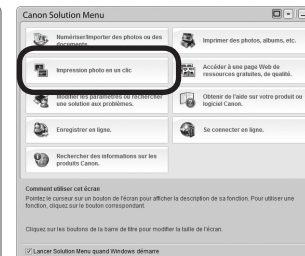 Canon Solution Menu
Numériser/Importer des photos ou des
documents.
Imprimer des photos, albums, etc.
Impression photo en un clic
Accéder à une page Web de
ressources gratuites, de qualité.
Modifier les paramètres ou rechercher
une solution aux problèmes.
Obtenir de l'aide sur votre produit ou
logiciel Canon.
Enregistrer en ligne.
Se connecter en ligne.
Rechercher des informations sur les
produits Canon.
Comment utiliser cet écran
Pointez le curseur sur un bouton de l'écran pour afficher la description de sa fonction. Pour utiliser une
fonction, cliquez sur le bouton correspondant.
Cliquez sur les boutons de la barre de titre pour modifier la taille de l'écran.
Lancer Solution Menu quand Windows démarre